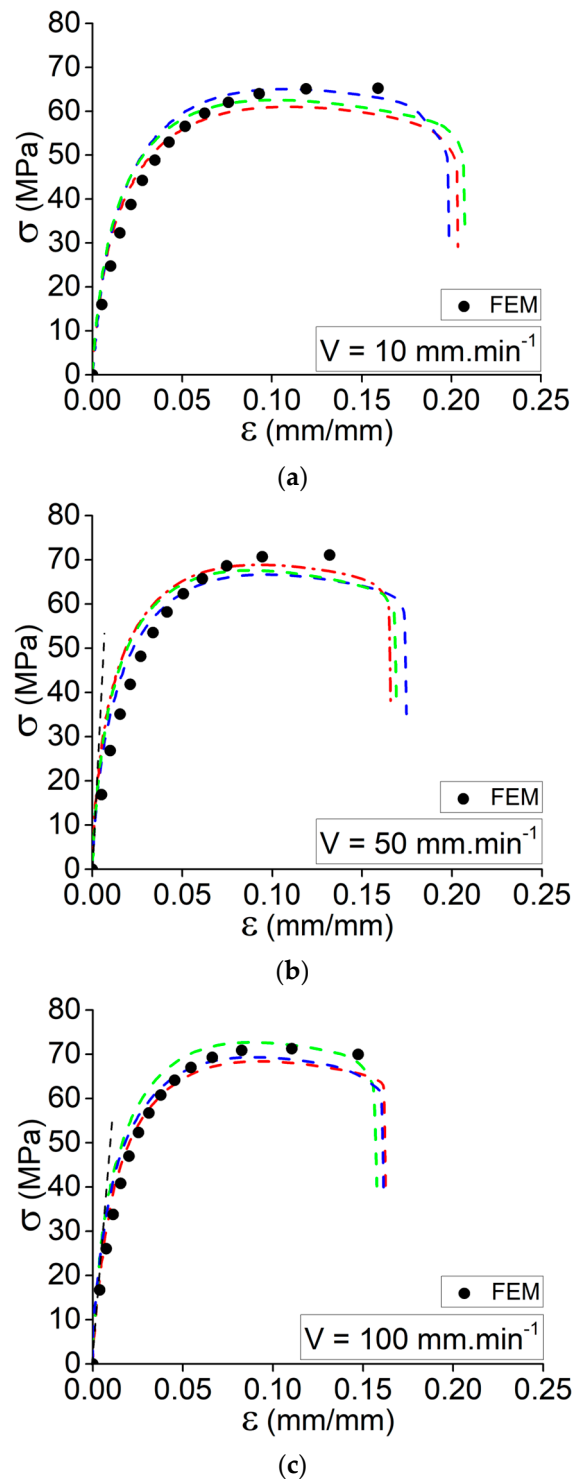 80
70
60
50
40
30
20
10
0
σ (MPa)
0.00 0.05 0.10 0.15 0.20 0.25
ε (mm/mm)
FEM
V = 10 mm.min⁻¹
(a)
80
70
60
50
40
30
20
10
0
σ (MPa)
0.00 0.05 0.10 0.15 0.20 0.25
ε (mm/mm)
FEM
V = 50 mm.min⁻¹
(b)
80
70
60
50
40
30
20
10
0
σ (MPa)
0.00 0.05 0.10 0.15 0.20 0.25
ε (mm/mm)
FEM
V = 100 mm.min⁻¹
(c)